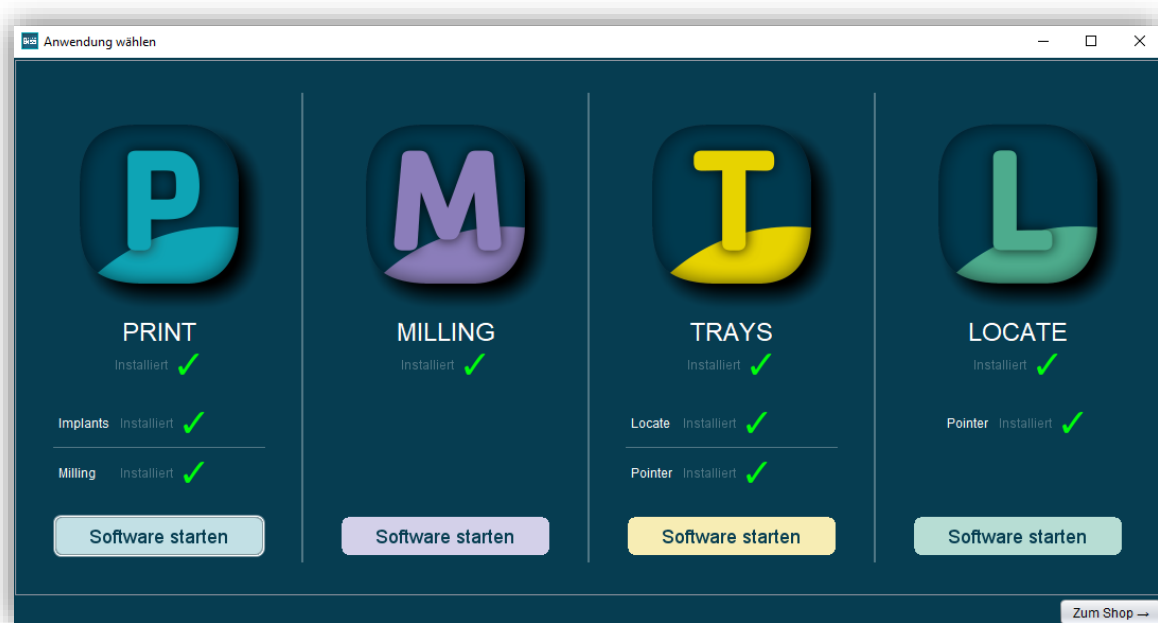 Anwendung wählen
P
M
T
L
PRINT
Installiert
Implants Installiert
Milling Installiert
Software starten
MILLING
Installiert
Software starten
TRAYS
Installiert
Locate Installiert
Pointer Installiert
Software starten
LOCATE
Installiert
Pointer Installiert
Software starten
Zum Shop →